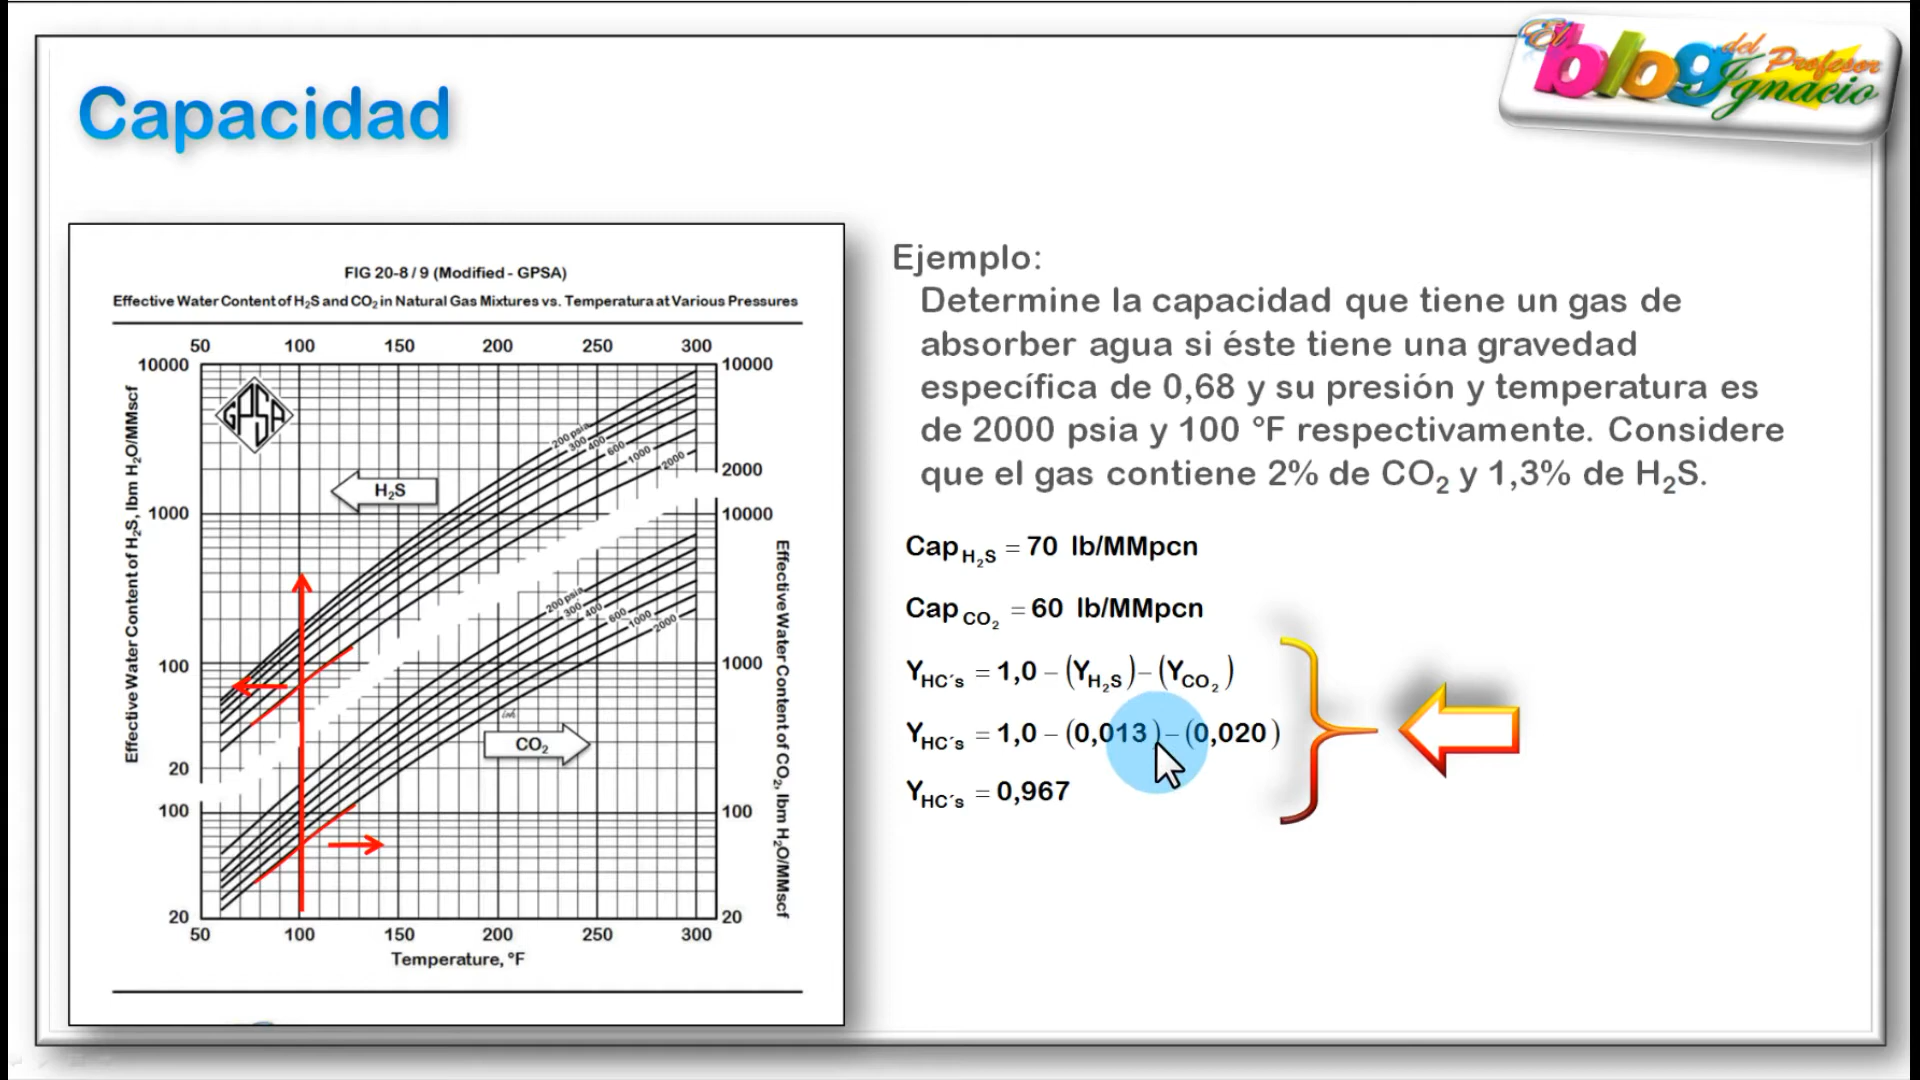 El blog del Profesor Ignacio
Capacidad
FIG 20-8 / 9 (Modified - GPSA)
Effective Water Content of H₂S and CO₂ in Natural Gas Mixtures vs. Temperatura at Various Pressures
50 100 150 200 250 300
10000 10000
GPSA
200 psia
300
400
600
1000
2000
2000
H₂S
1000 10000
Effective Water Content of H₂S, lbm H₂O/MMscf
Effective Water Content of CO₂, lbm H₂O/MMscf
200 psia
300
400
600
1000
2000
100 1000
CO₂
20
100 100
20 20
50 100 150 200 250 300
Temperature, °F
Ejemplo:
Determine la capacidad que tiene un gas de
absorber agua si éste tiene una gravedad
específica de 0,68 y su presión y temperatura es
de 2000 psia y 100 °F respectivamente. Considere
que el gas contiene 2% de CO₂ y 1,3% de H₂S.
Cap H₂S = 70 lb/MMpcn
Cap CO₂ = 60 lb/MMpcn
Y HC´s = 1,0 – (Y H₂S) – (Y CO₂)
Y HC´s = 1,0 – (0,013) – (0,020)
Y HC´s = 0,967